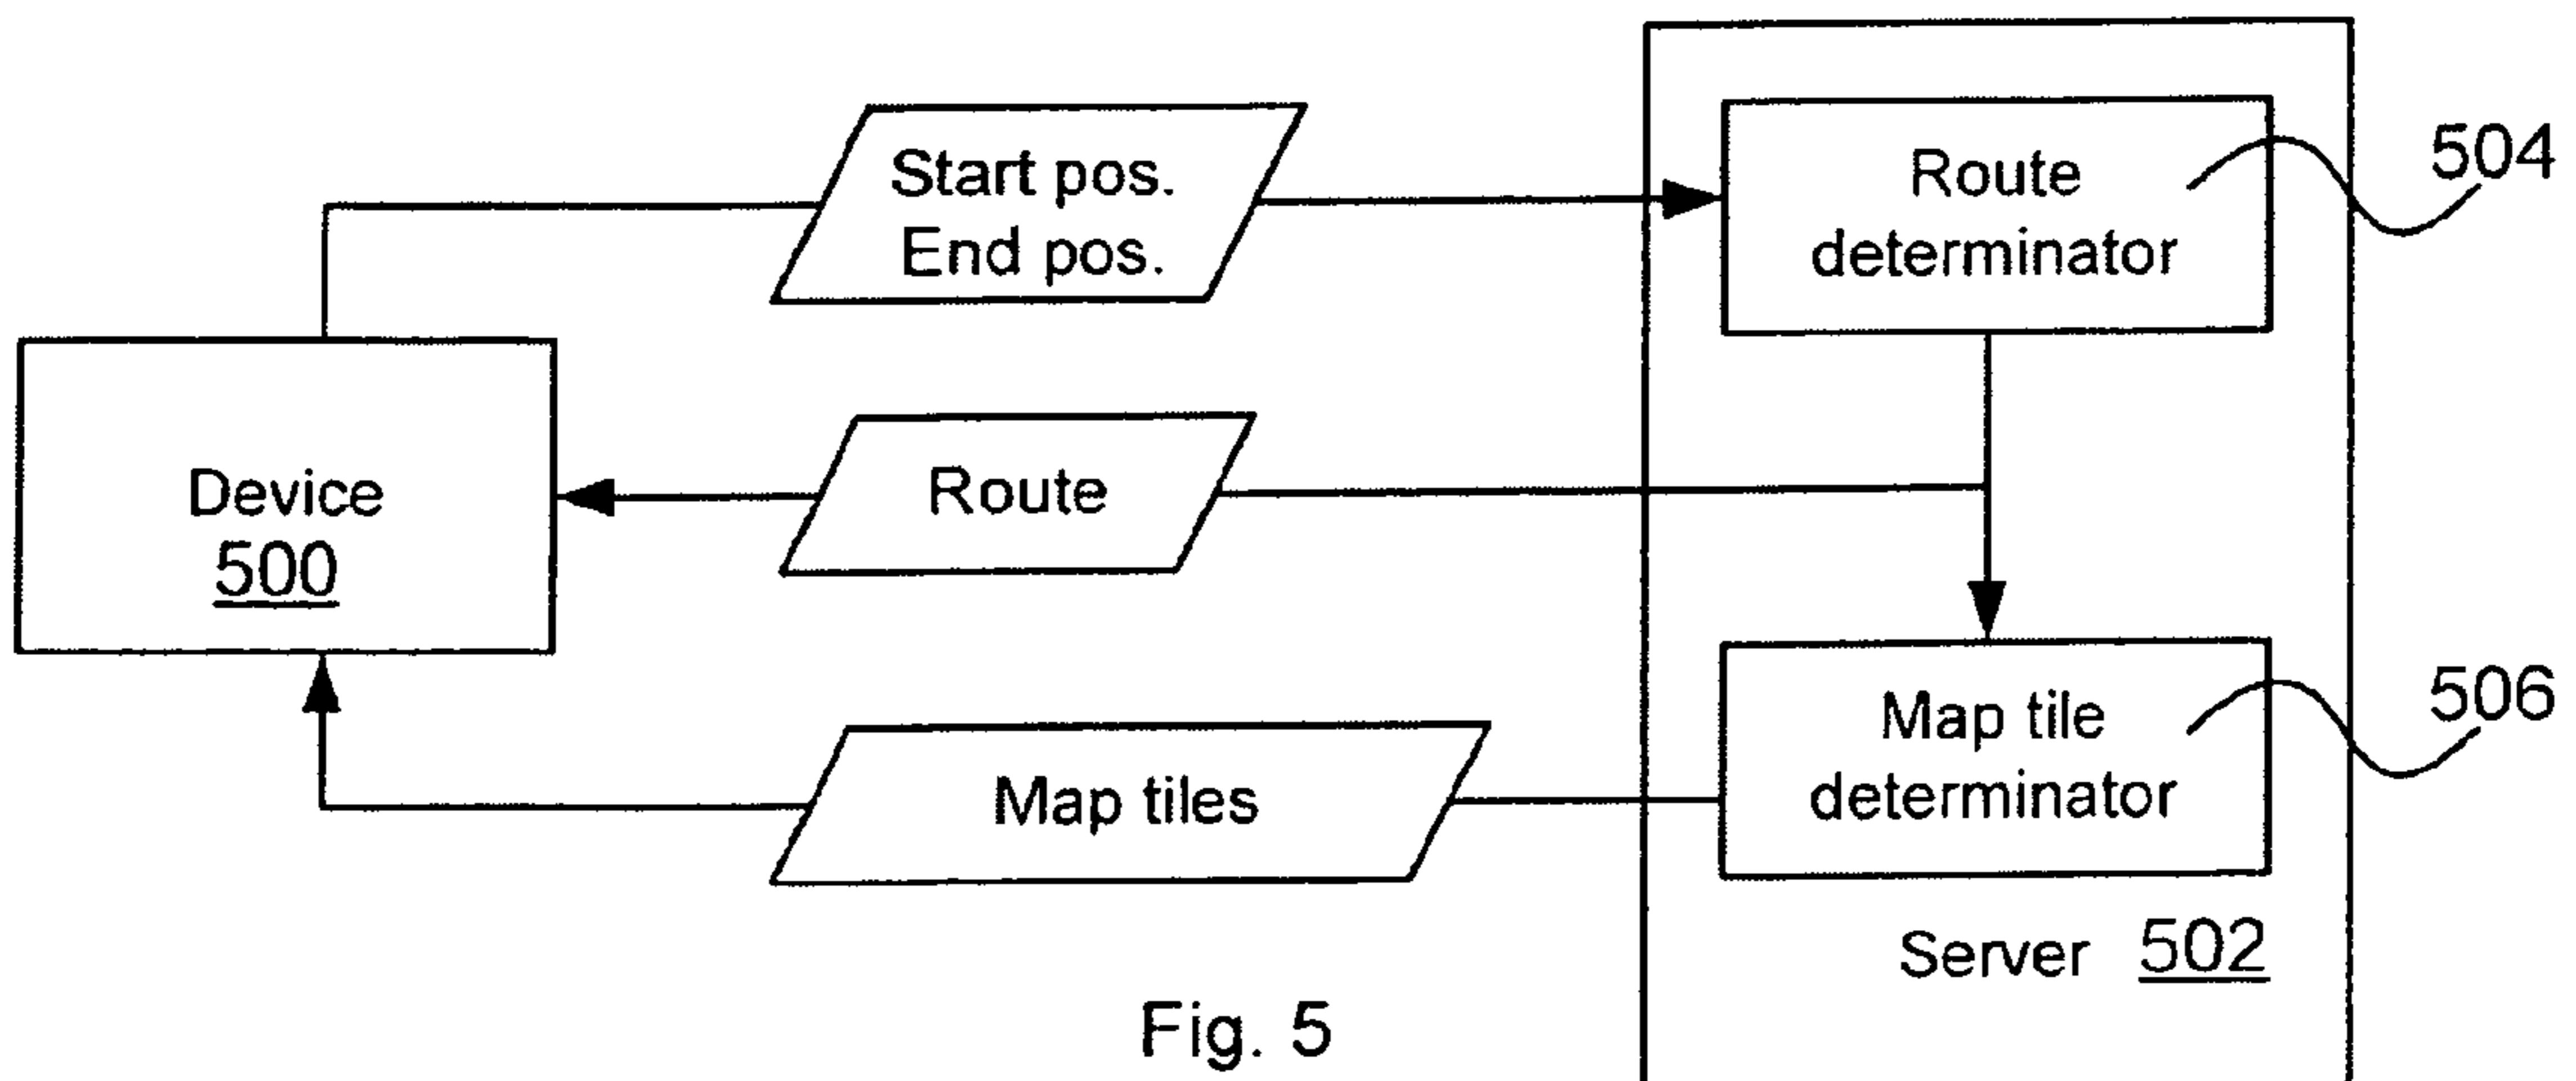 Start pos.
End pos.
Route
determinator
504
Device
500
Route
Map tiles
Map tile
determinator
506
Server 502
Fig. 5